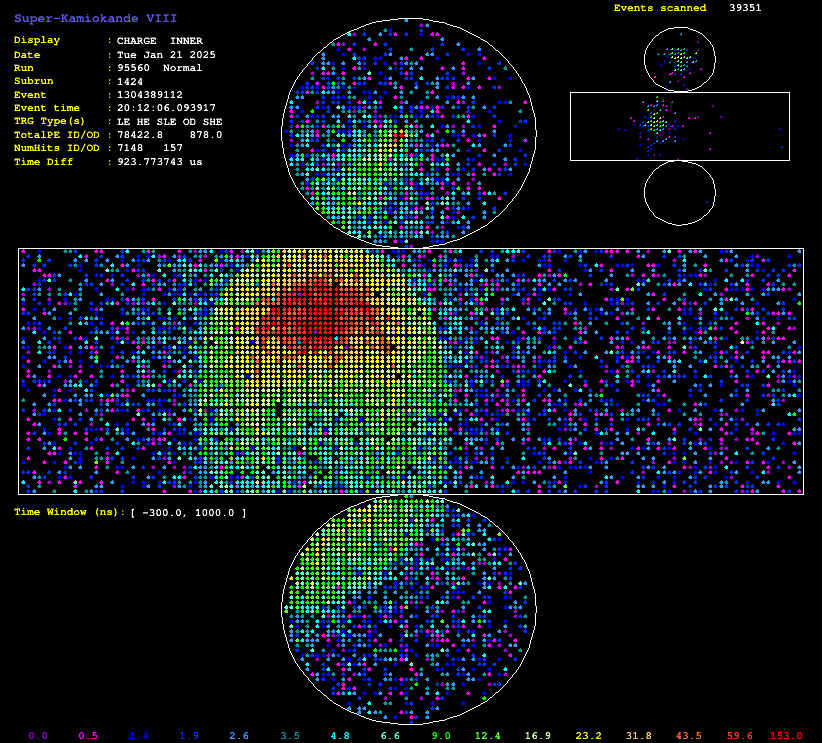 Super-Kamiokande VIII
Events scanned 39351
Display : CHARGE INNER
Date : Tue Jan 21 2025
Run : 95560 Normal
Subrun : 1424
Event : 1304389112
Event time : 20:12:06.093917
TRG Type(s) : LE HE SLE OD SHE
TotalPE ID/OD : 78422.8 878.0
NumHits ID/OD : 7148 157
Time Diff : 923.773743 us
Time Window (ns): [ -300.0, 1000.0 ]
0.0 0.5 1.4 1.9 2.6 3.5 4.8 6.6 9.0 12.4 16.9 23.2 31.8 43.5 59.6 153.0